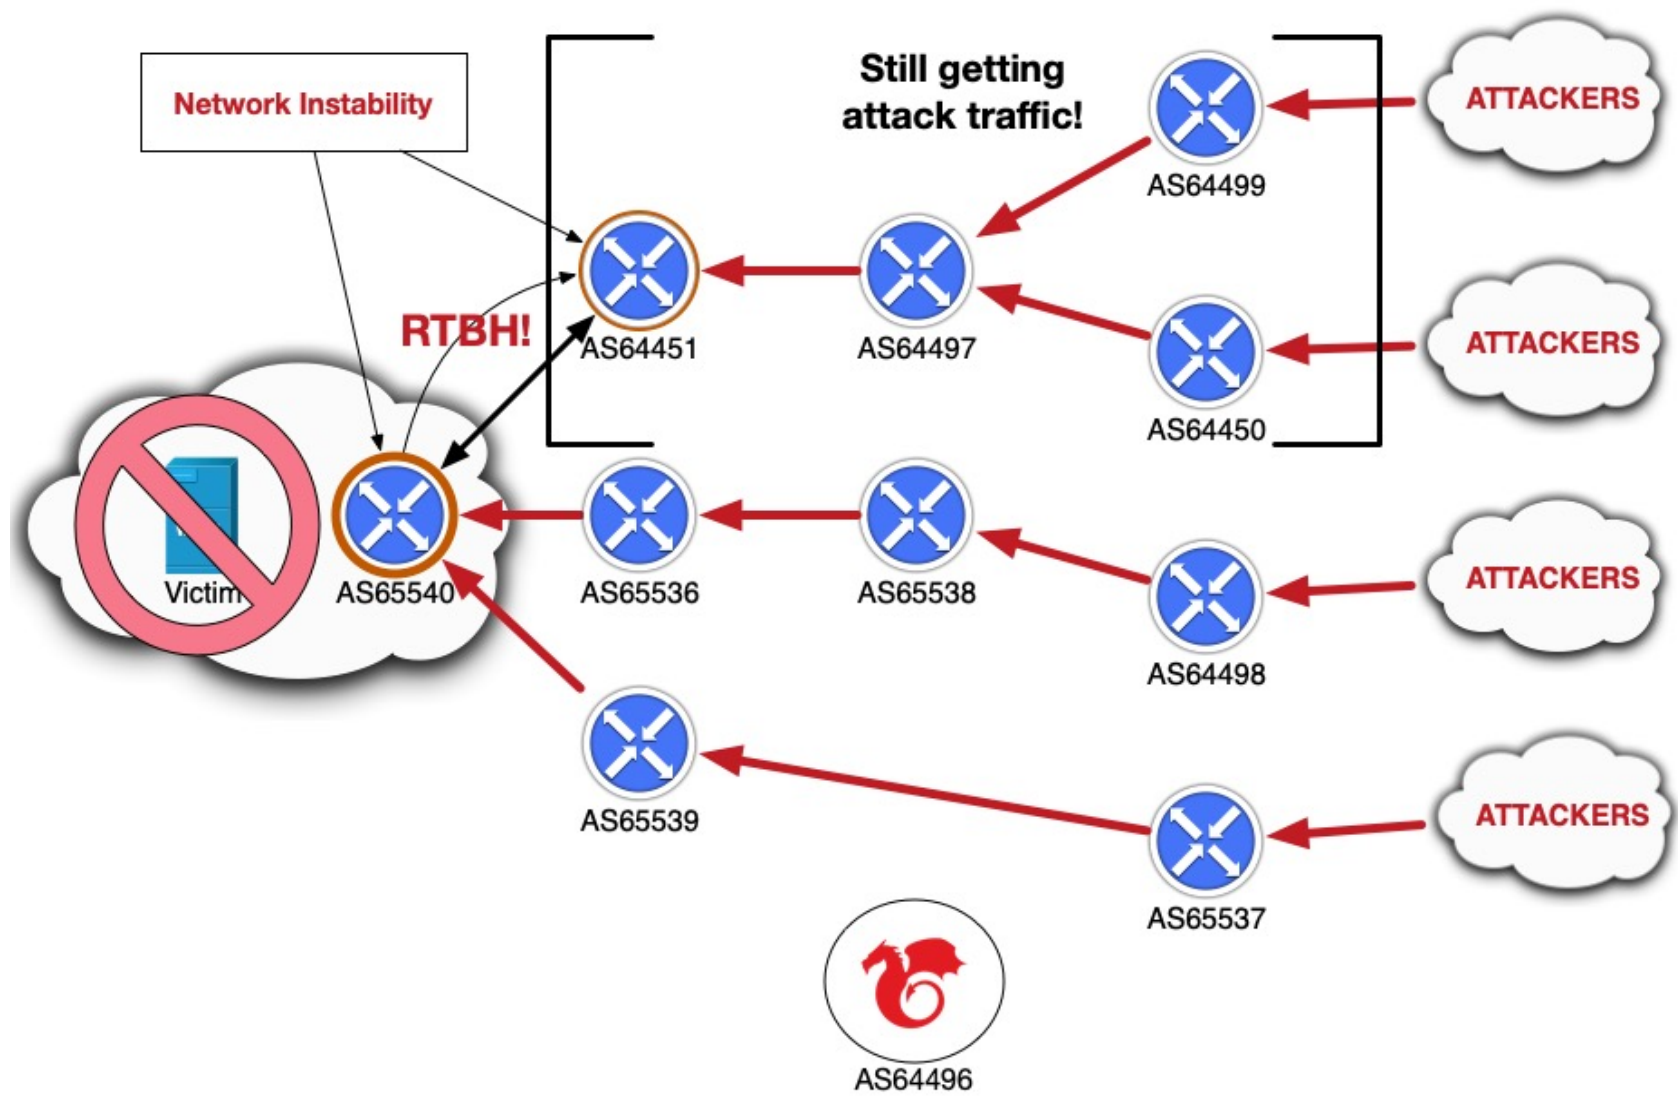 Network Instability
Still getting
attack traffic!
ATTACKERS
AS64499
RTBH!
AS64451
AS64497
ATTACKERS
AS64450
Victim
AS65540
AS65536
AS65538
ATTACKERS
AS64498
AS65539
ATTACKERS
AS65537
AS64496